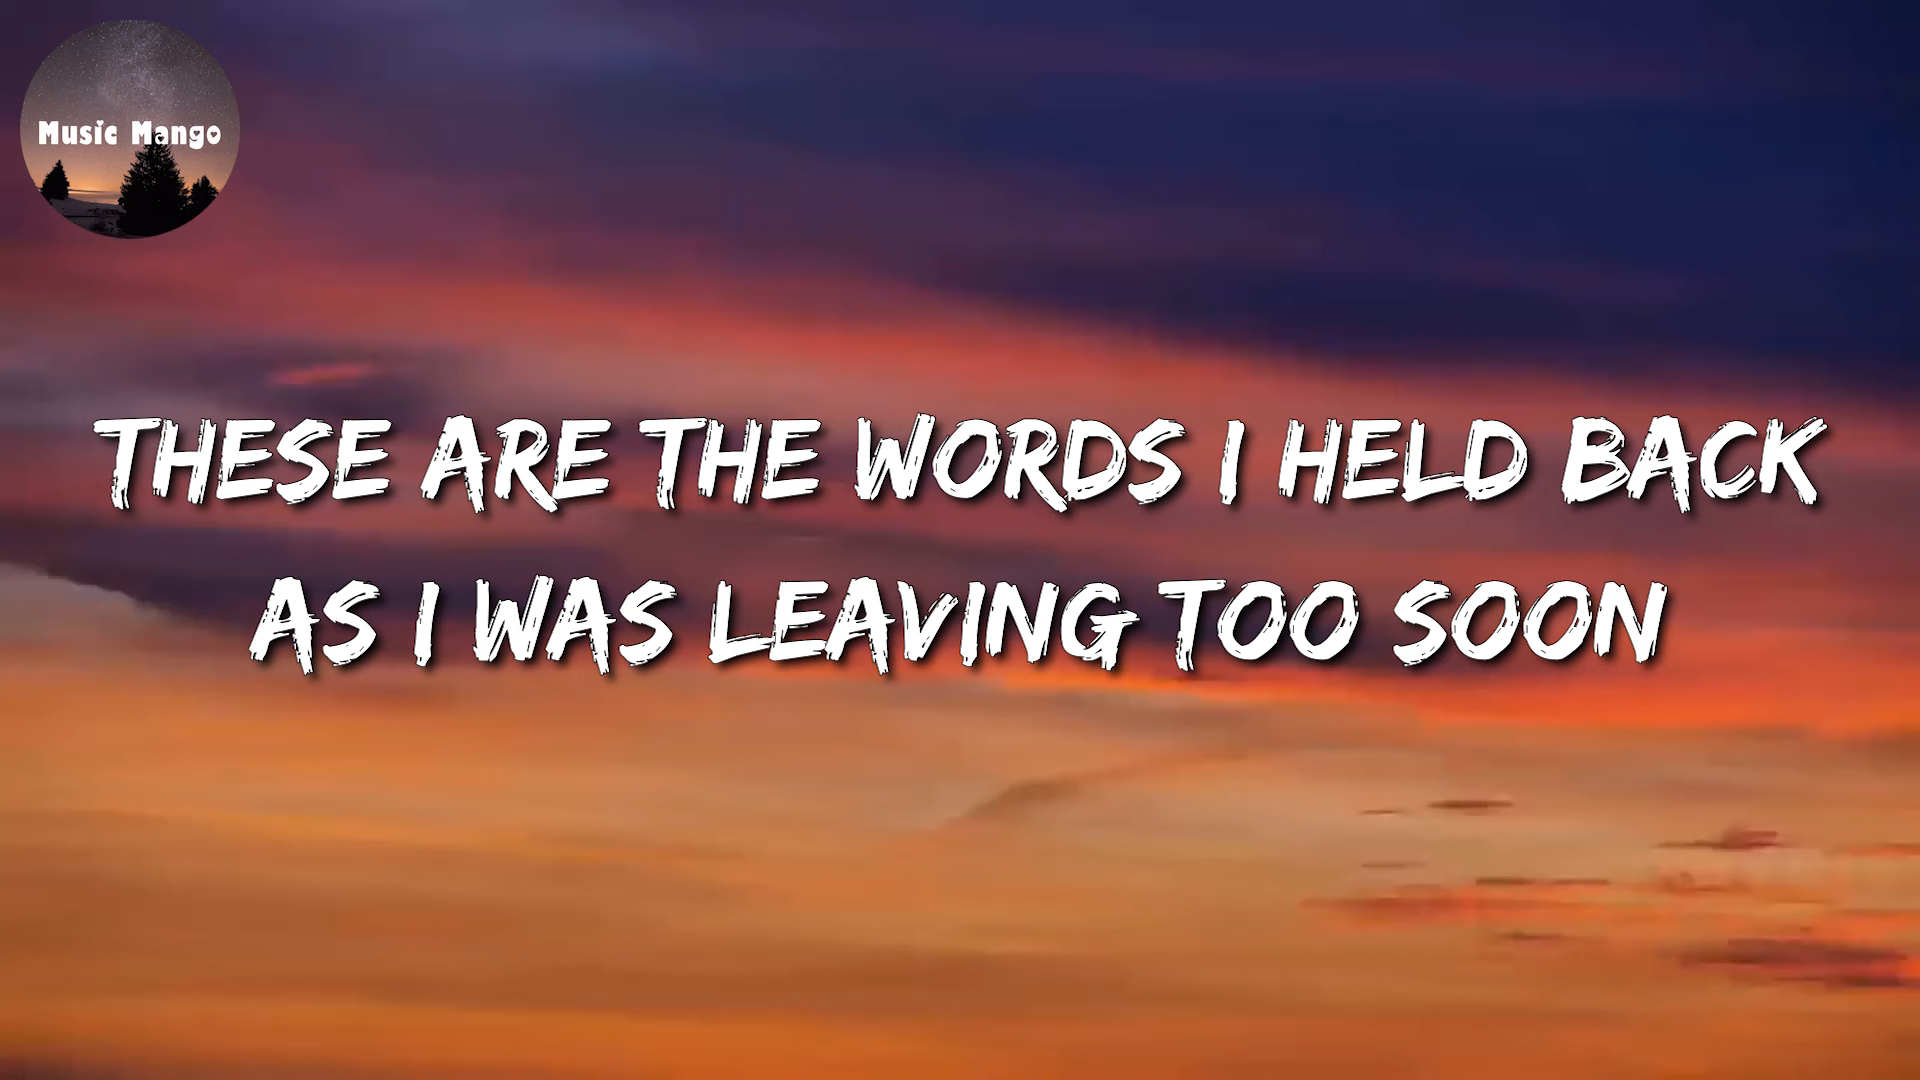 Music Mango
THESE ARE THE WORDS I HELD BACK
AS I WAS LEAVING TOO SOON